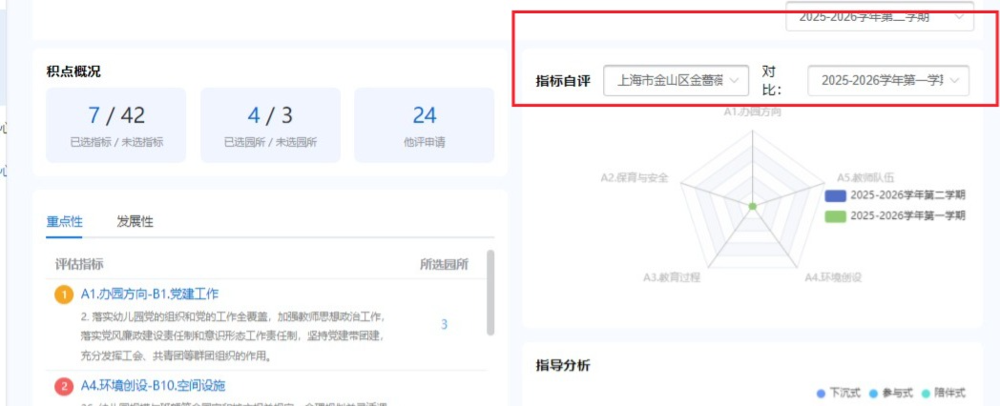 2025-2026学年第二学期
积点概况
7 / 42
已选指标 / 未选指标
4 / 3
已选园所 / 未选园所
24
他评申请
指标自评
上海市金山区金蔷薇
对比：
2025-2026学年第一学期
A1.办园方向
A2.保育与安全
A5.教师队伍
2025-2026学年第二学期
2025-2026学年第一学期
A3.教育过程
A4.环境创设
重点性
发展性
评估指标
所选园所
1
A1.办园方向-B1.党建工作
2. 落实幼儿园党的组织和党的工作全覆盖，加强教师思想政治工作，
落实党风廉政建设责任制和意识形态工作责任制，坚持党建带团建，
充分发挥工会、共青团等群团组织的作用。
3
2
A4.环境创设-B10.空间设施
指导分析
下沉式
参与式
陪伴式